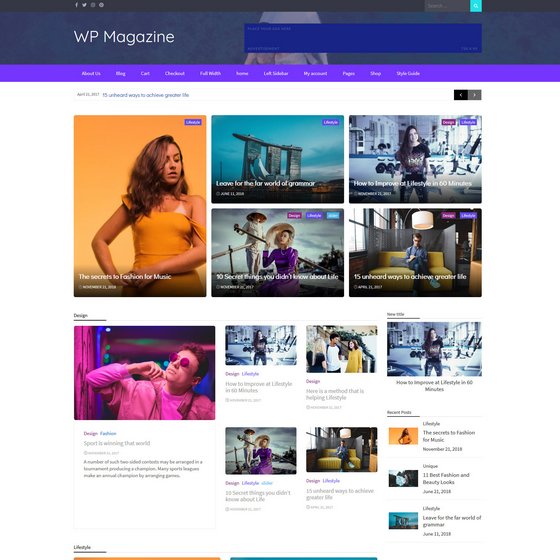 Search ...
WP Magazine
PLACE YOUR ADS HERE
ADVERTISEMENT
728 X 90
About Us Blog Cart Checkout Full Width home Left Sidebar My account Pages Shop Style Guide
April 21, 2017 15 unheard ways to achieve greater life
Lifestyle
The secrets to Fashion for Music
NOVEMBER 21, 2018
Lifestyle
Leave for the far world of grammar
JUNE 11, 2018
Design Lifestyle
How to Improve at Lifestyle in 60 Minutes
NOVEMBER 21, 2017
Design Lifestyle slider
10 Secret things you didn't know about Life
NOVEMBER 21, 2017
Design Lifestyle
15 unheard ways to achieve greater life
APRIL 21, 2017
Design
Design Fashion
Sport is winning that world
NOVEMBER 21, 2017
A number of such two-sided contests may be arranged in a
tournament producing a champion. Many sports leagues
make an annual champion by arranging games.
Design Lifestyle
How to Improve at Lifestyle
in 60 Minutes
NOVEMBER 21, 2017
Design
Here is a method that is
helping Lifestyle
NOVEMBER 21, 2017
Design Lifestyle slider
10 Secret things you didn't
know about Life
NOVEMBER 21, 2017
Design Lifestyle
15 unheard ways to achieve
greater life
APRIL 21, 2017
New title
How to Improve at Lifestyle in 60
Minutes
Recent Posts
Lifestyle
The secrets to Fashion
for Music
November 21, 2018
Unique
11 Best Fashion and
Beauty Looks
June 21, 2018
Lifestyle
Leave for the far world of
grammar
June 11, 2018
Lifestyle